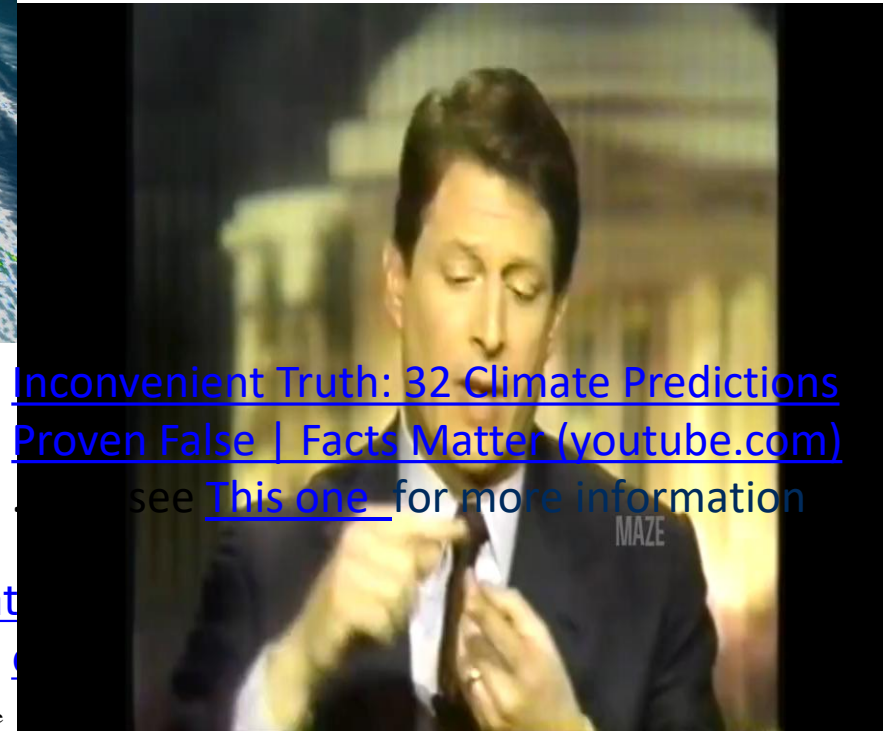 Inconvenient Truth: 32 Climate Predictions
Proven False | Facts Matter (youtube.com)
. see This one for more information
MAZE